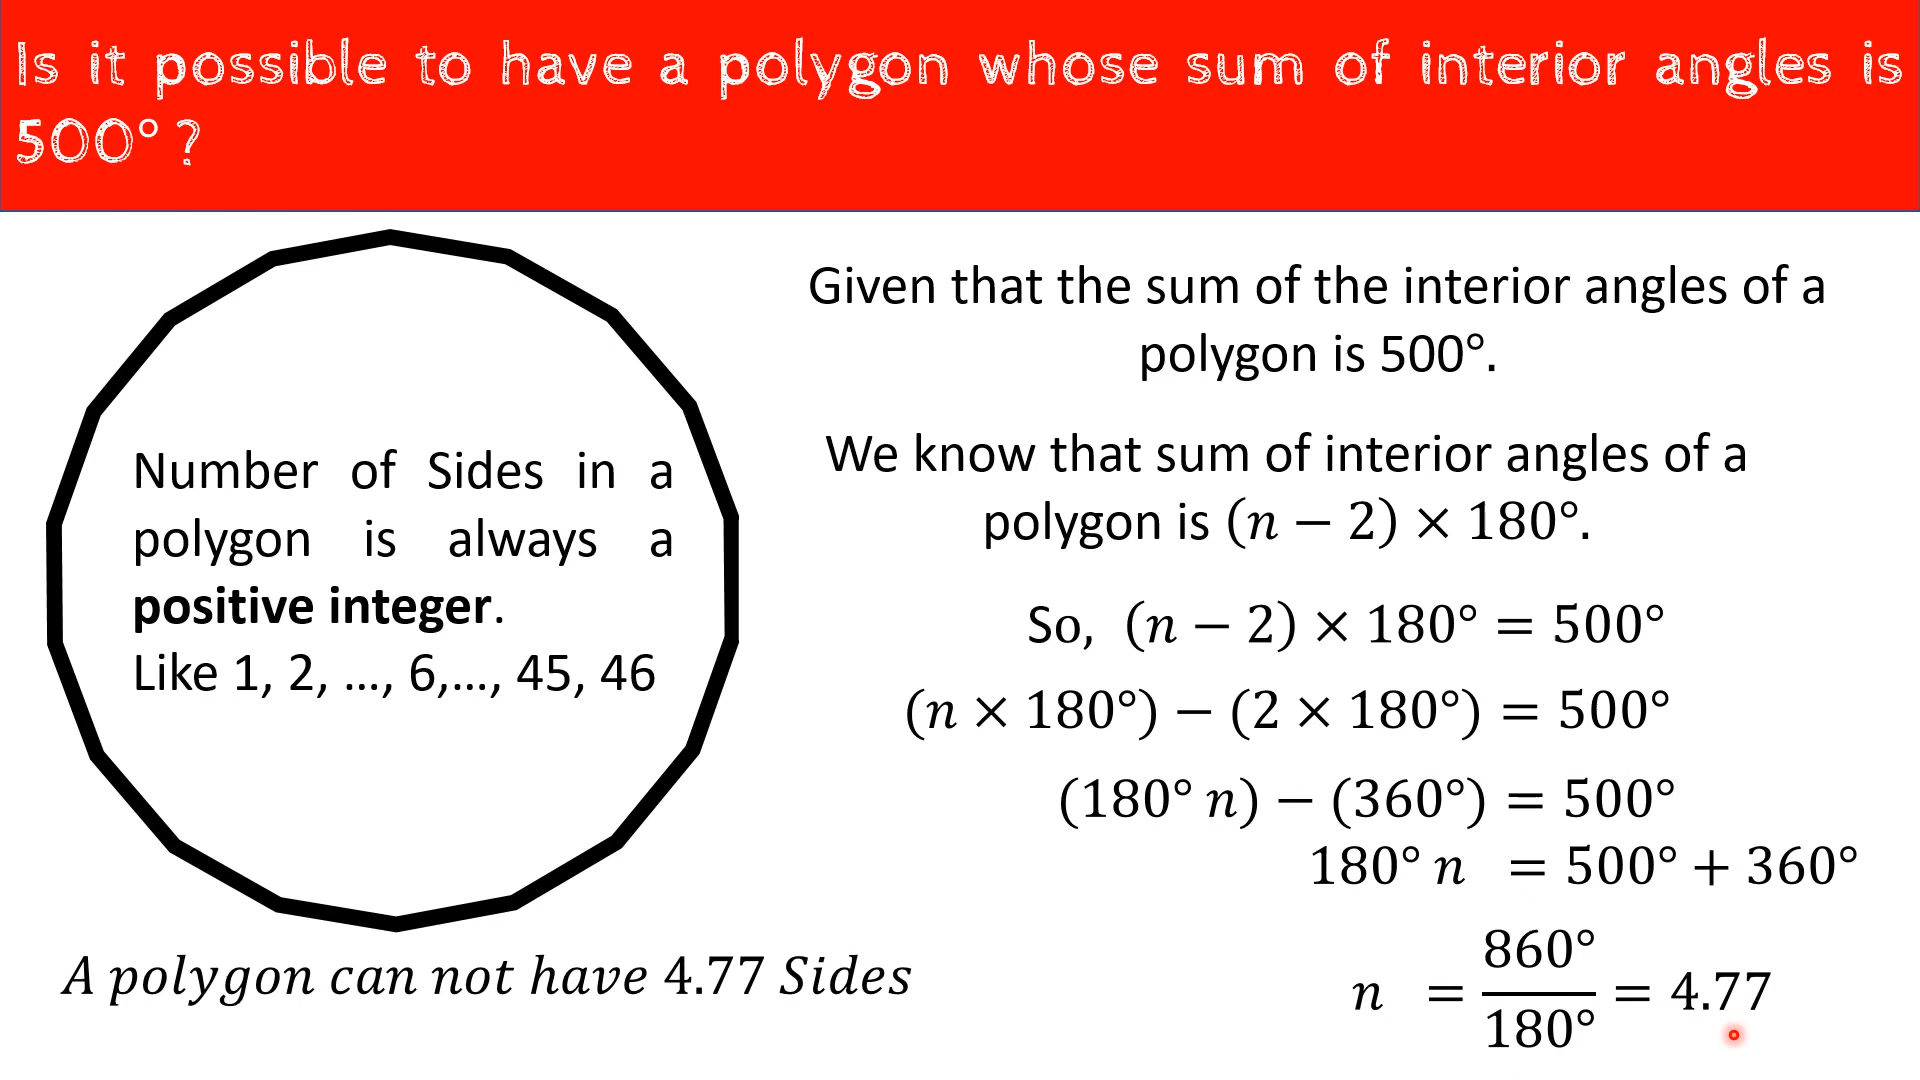 Is it possible to have a polygon whose sum of interior angles is
500° ?
Number of Sides in a
polygon is always a
positive integer.
Like 1, 2, ..., 6,..., 45, 46
A polygon can not have 4.77 Sides
Given that the sum of the interior angles of a
polygon is 500°.
We know that sum of interior angles of a
polygon is (n − 2) × 180°.
So, (n − 2) × 180° = 500°
(n × 180°) − (2 × 180°) = 500°
(180° n) − (360°) = 500°
180° n = 500° + 360°
n = 860°/180° = 4.77